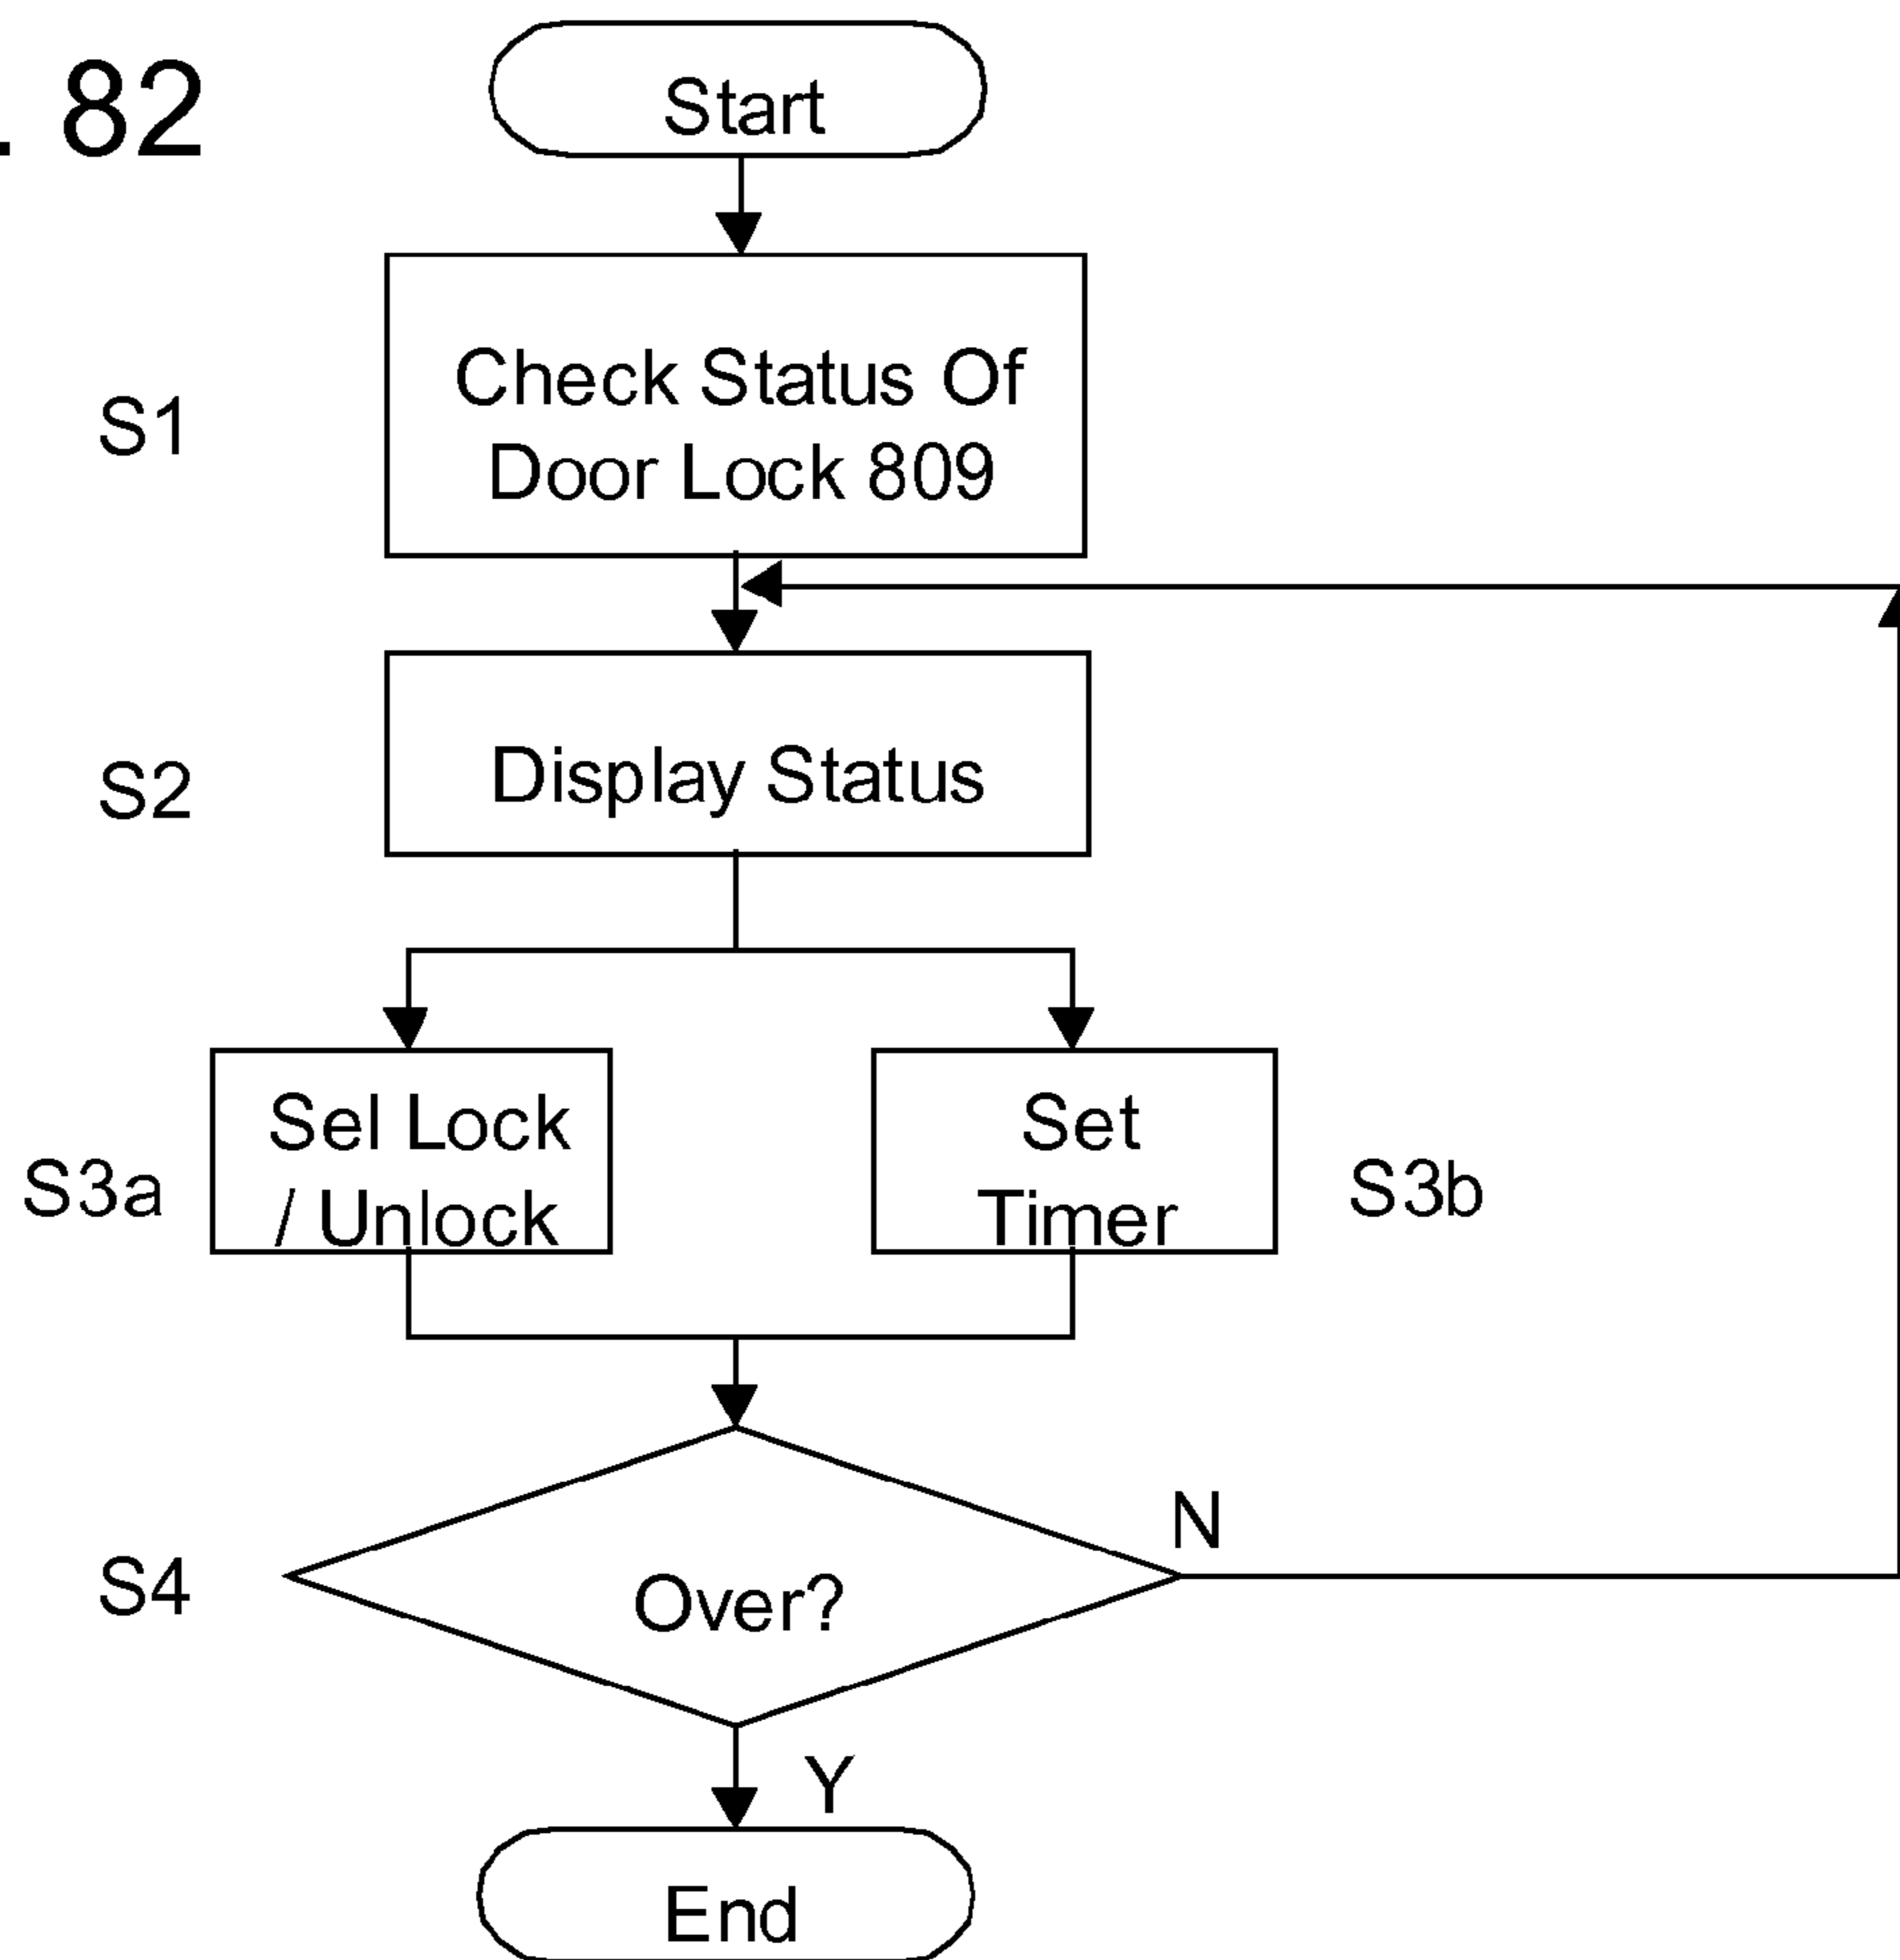 . 82
Start
S1
Check Status Of
Door Lock 809
S2
Display Status
S3a
Sel Lock
/ Unlock
Set
Timer
S3b
S4
Over?
N
Y
End